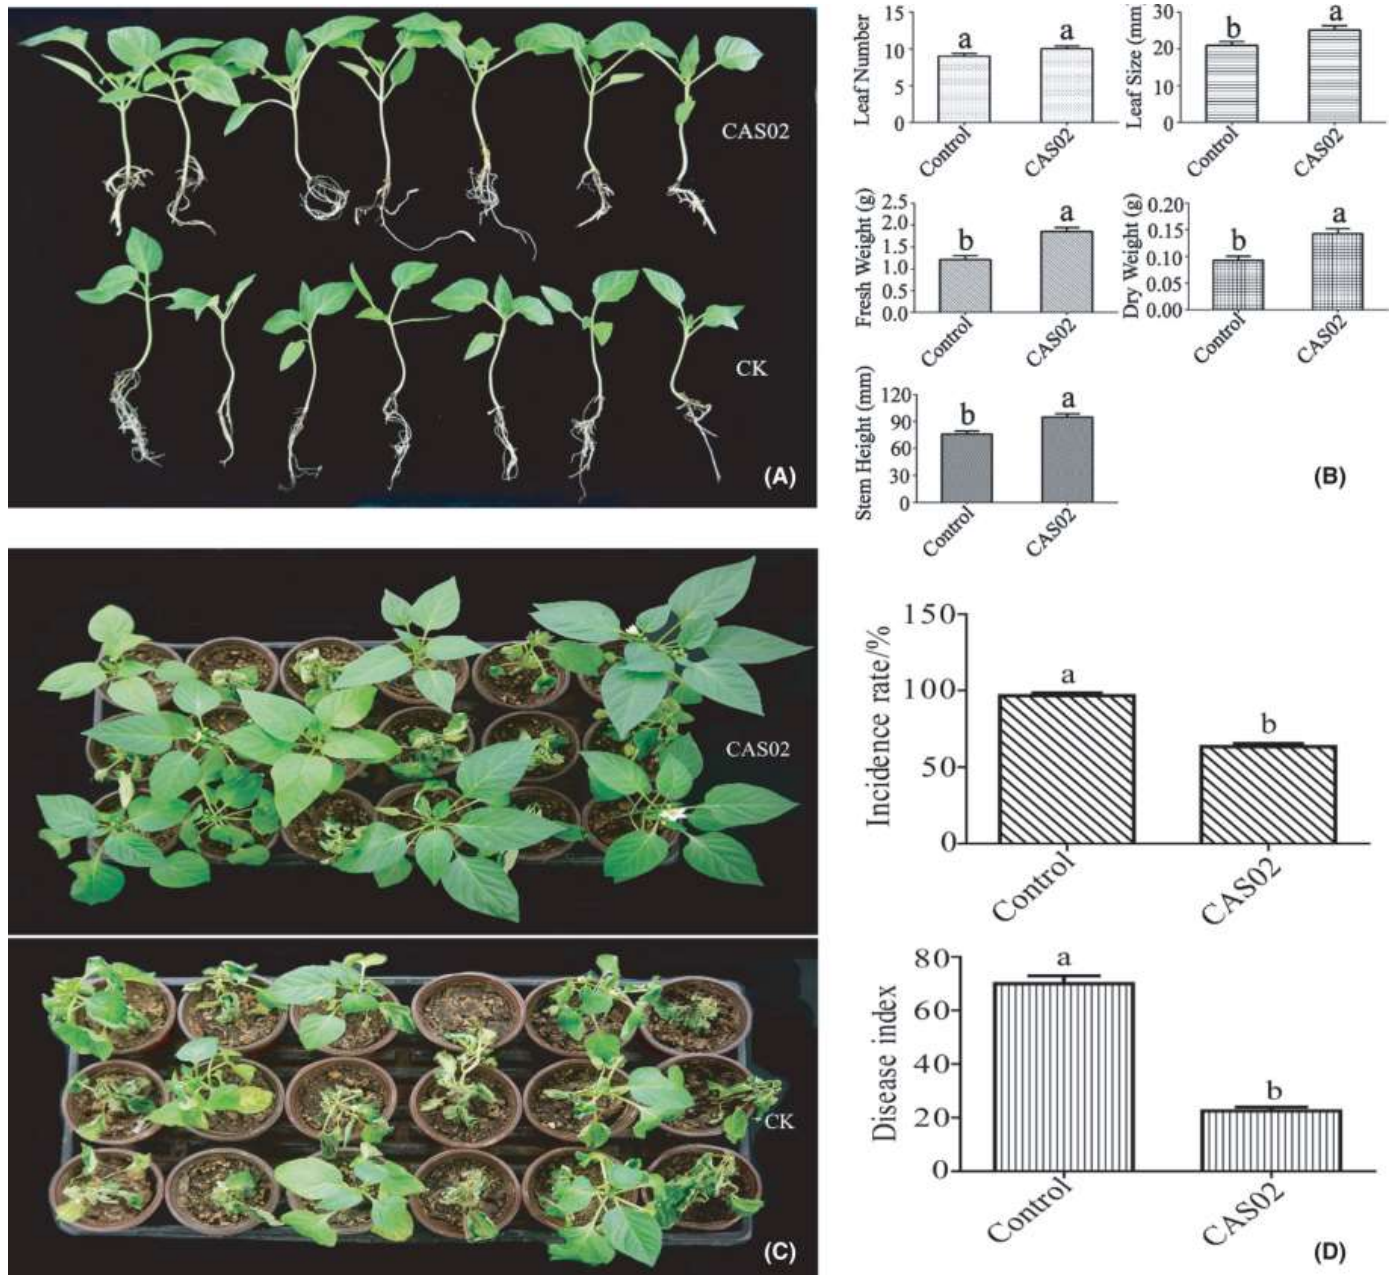 CAS02
CK
(A)
Leaf Number
15
10
5
0
a
a
Control
CAS02
Leaf Size (mm)
30
20
10
0
b
a
Control
CAS02
Fresh Weight (g)
2.5
2.0
1.5
1.0
0.5
0.0
b
a
Control
CAS02
Dry Weight (g)
0.20
0.15
0.10
0.05
0.00
b
a
Control
CAS02
Stem Height (mm)
120
90
60
30
0
b
a
Control
CAS02
(B)
CAS02
CK
(C)
Incidence rate/%
150
100
50
0
a
b
Control
CAS02
Disease index
80
60
40
20
0
a
b
Control
CAS02
(D)